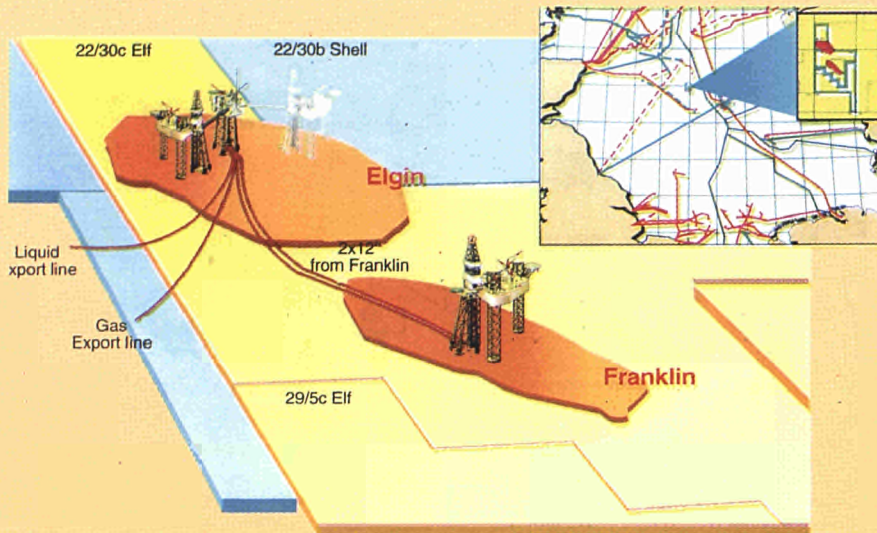 22/30c Elf
22/30b Shell
Elgin
Liquid
xport line
2x12"
from Franklin
Gas
Export line
Franklin
29/5c Elf